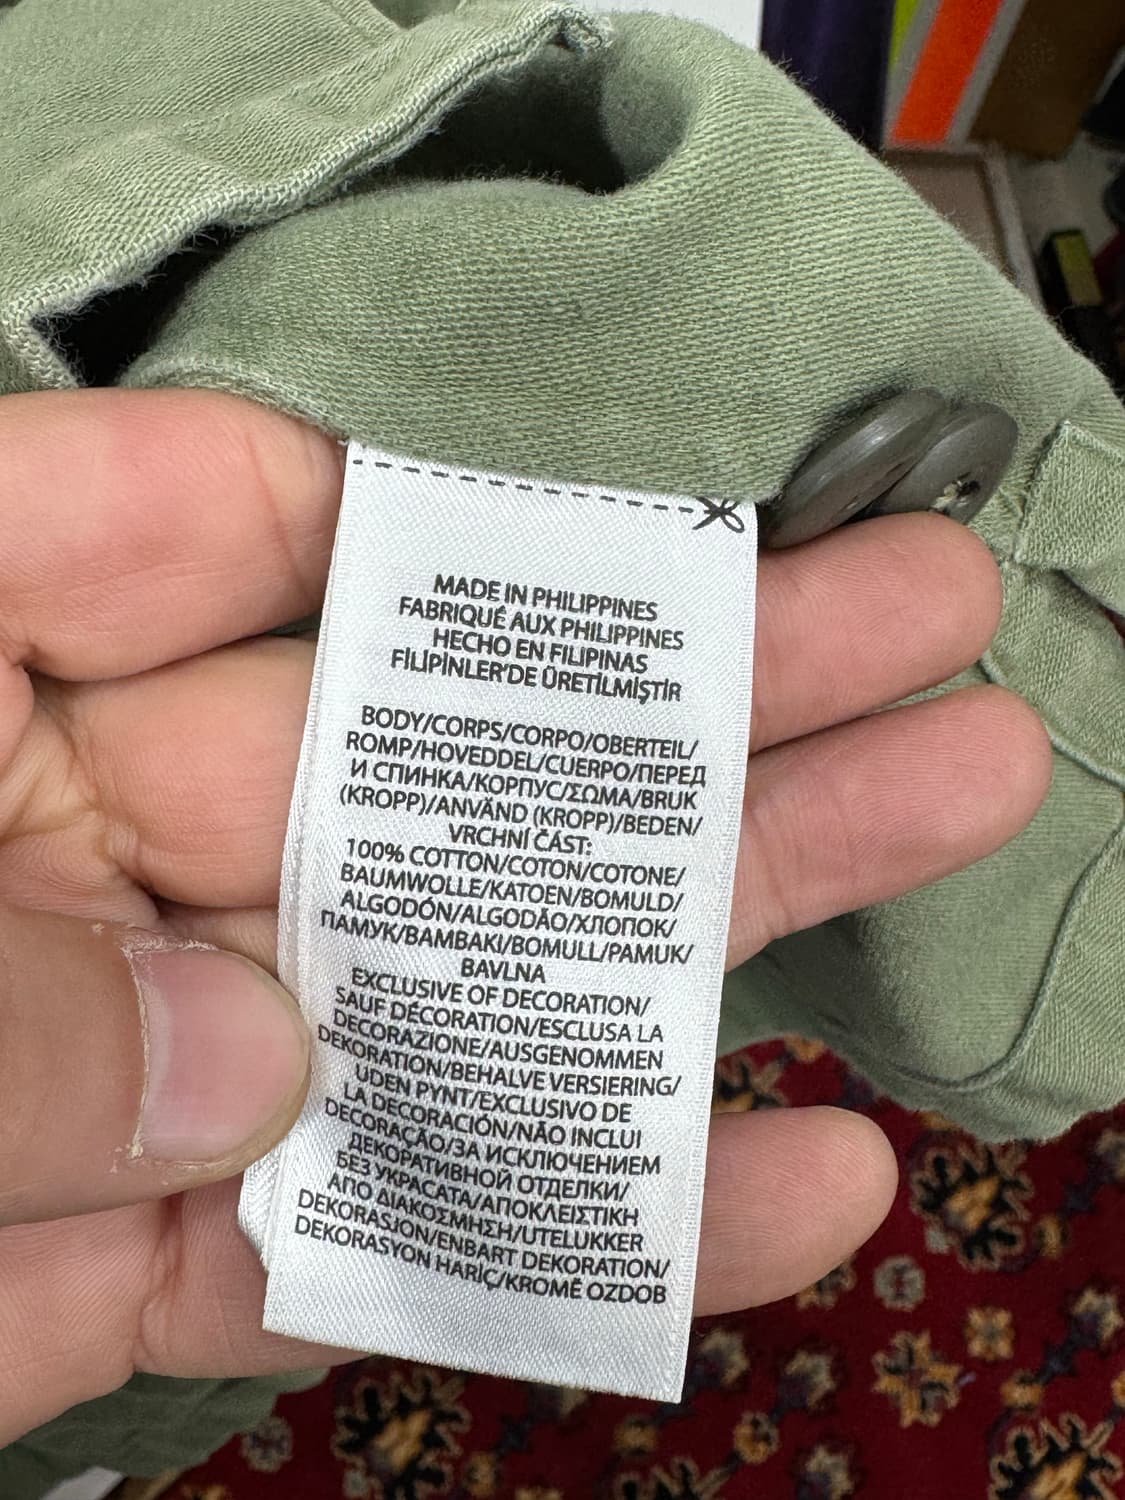 MADE IN PHILIPPINES
FABRIQUÉ AUX PHILIPPINES
HECHO EN FILIPINAS
FİLİPİNLER'DE ÜRETİLMİŞTİR
BODY/CORPS/CORPO/OBERTEIL/
ROMP/HOVEDDEL/CUERPO/ПЕРЕД
И СПИНКА/КОРПУС/ΣΩΜΑ/BRUK
(KROPP)/ANVÄND (KROPP)/BEDEN/
VRCHNÍ ČÁST:
100% COTTON/COTON/COTONE/
BAUMWOLLE/KATOEN/BOMULD/
ALGODÓN/ALGODÃO/ХЛОПОК/
ПАМУК/ΒΑΜΒΑΚΙ/BOMULL/PAMUK/
BAVLNA
EXCLUSIVE OF DECORATION/
SAUF DÉCORATION/ESCLUSA LA
DECORAZIONE/AUSGENOMMEN
DEKORATION/BEHALVE VERSIERING/
UDEN PYNT/EXCLUSIVO DE
LA DECORACIÓN/NÃO INCLUI
DECORAÇÃO/ЗА ИСКЛЮЧЕНИЕМ
ДЕКОРАТИВНОЙ ОТДЕЛКИ/
БЕЗ УКРАСАТА/ΑΠΟΚΛΕΙΣΤΙΚΗ
ΑΠΟ ΔΙΑΚΟΣΜΗΣΗ/UTELUKKER
DEKORASJON/ENBART DEKORATION/
DEKORASYON HARİÇ/KROMĚ OZDOB